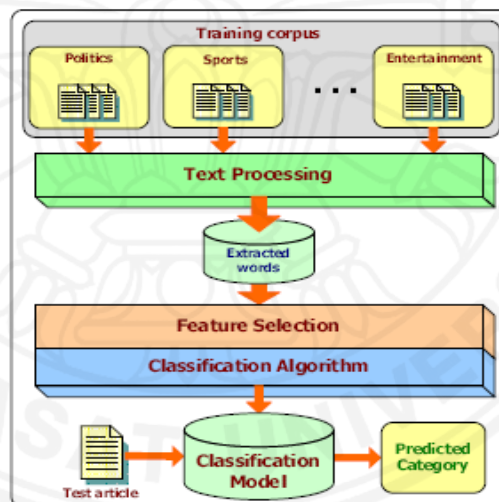 Training corpus
Politics
Sports
...
Entertainment
Text Processing
Extracted
words
Feature Selection
Classification Algorithm
Test article
Classification
Model
Predicted
Category